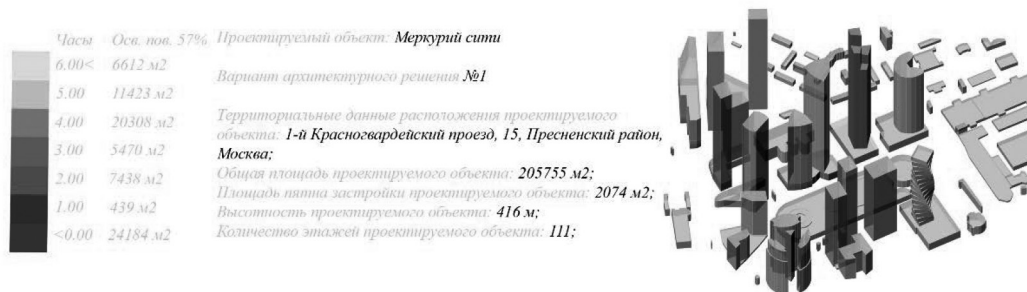 Часы Осв. пов. 57%
6.00< 6612 м2
5.00 11423 м2
4.00 20308 м2
3.00 5470 м2
2.00 7438 м2
1.00 439 м2
<0.00 24184 м2
Проектируемый объект: Меркурий сити
Вариант архитектурного решения №1
Территориальные данные расположения проектируемого
объекта: 1-й Красногвардейский проезд, 15, Пресненский район,
Москва;
Общая площадь проектируемого объекта: 205755 м2;
Площадь пятна застройки проектируемого объекта: 2074 м2;
Высотность проектируемого объекта: 416 м;
Количество этажей проектируемого объекта: 111;